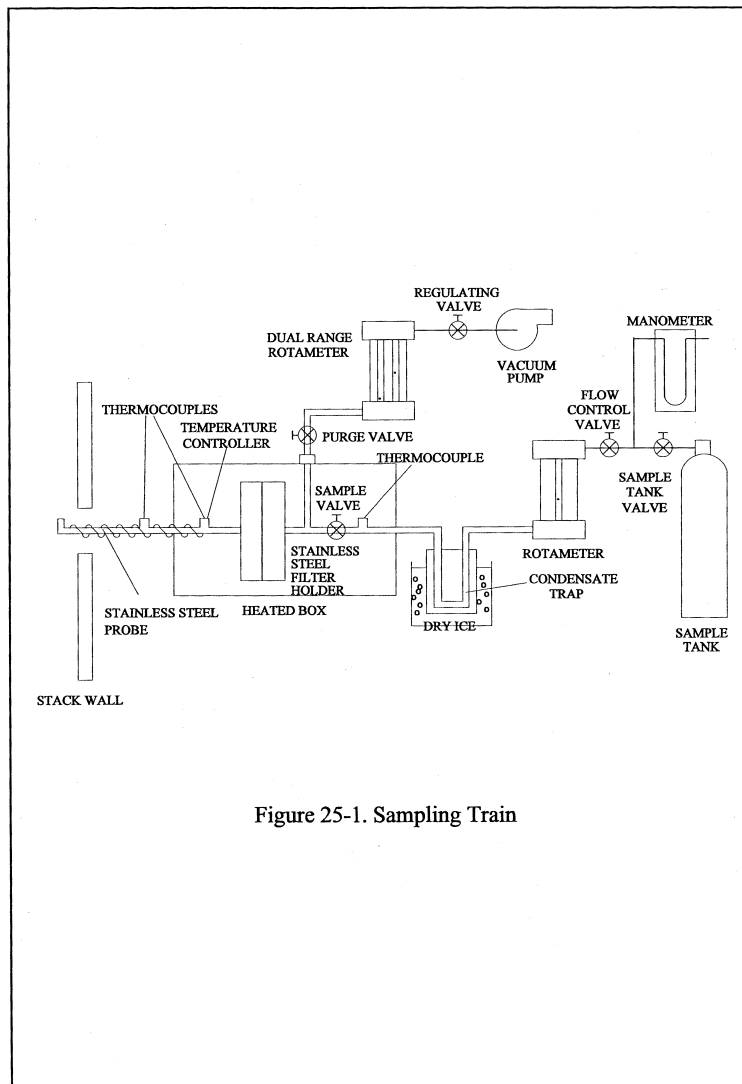 REGULATING
VALVE
MANOMETER
DUAL RANGE
ROTAMETER
VACUUM
PUMP
FLOW
CONTROL
VALVE
THERMOCOUPLES
TEMPERATURE
CONTROLLER
PURGE VALVE
THERMOCOUPLE
SAMPLE
VALVE
SAMPLE
TANK
VALVE
STAINLESS
STEEL
FILTER
HOLDER
ROTAMETER
CONDENSATE
TRAP
HEATED BOX
STAINLESS STEEL
PROBE
DRY ICE
SAMPLE
TANK
STACK WALL
Figure 25-1. Sampling Train